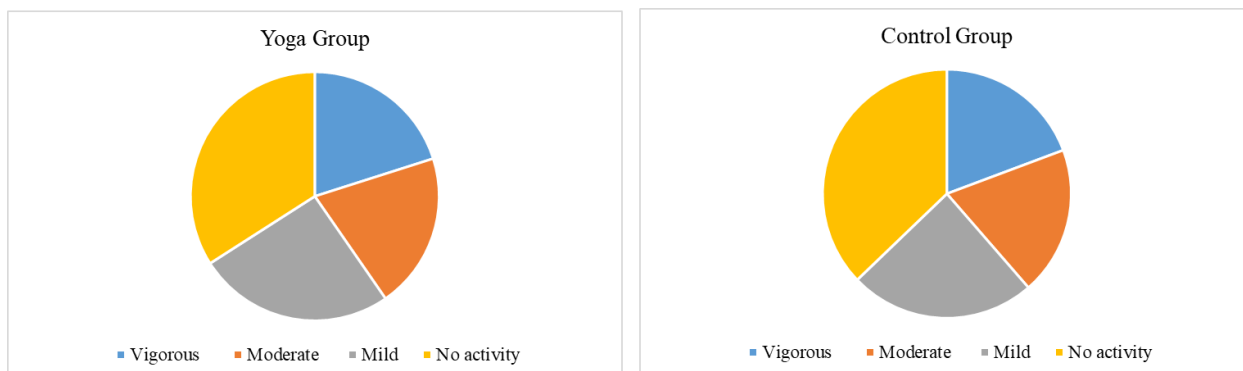 Yoga Group
Vigorous Moderate Mild No activity
Control Group
Vigorous Moderate Mild No activity